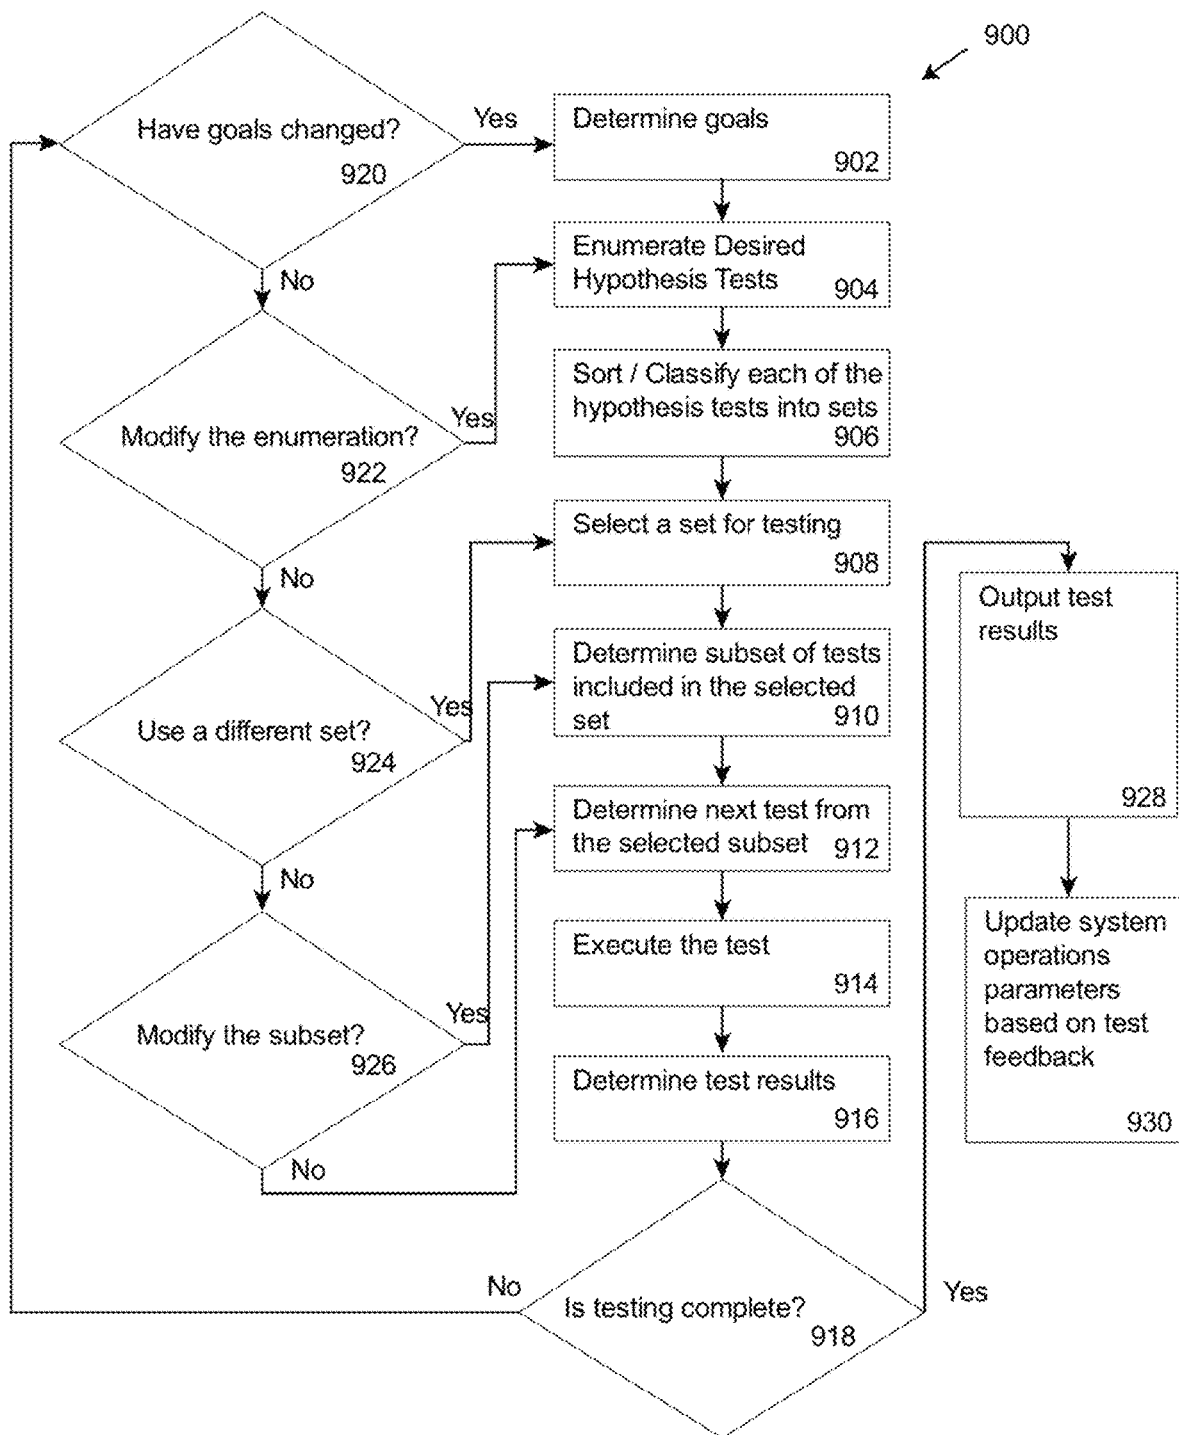 900
Have goals changed?
920
Yes
Determine goals
902
No
Enumerate Desired
Hypothesis Tests
904
Modify the enumeration?
922
Yes
Sort / Classify each of the
hypothesis tests into sets
906
No
Select a set for testing
908
Use a different set?
924
Yes
Determine subset of tests
included in the selected
set
910
No
Determine next test from
the selected subset 912
Modify the subset?
926
Yes
Execute the test
914
No
Determine test results
916
Is testing complete?
918
No
Yes
Output test
results
928
Update system
operations
parameters
based on test
feedback
930